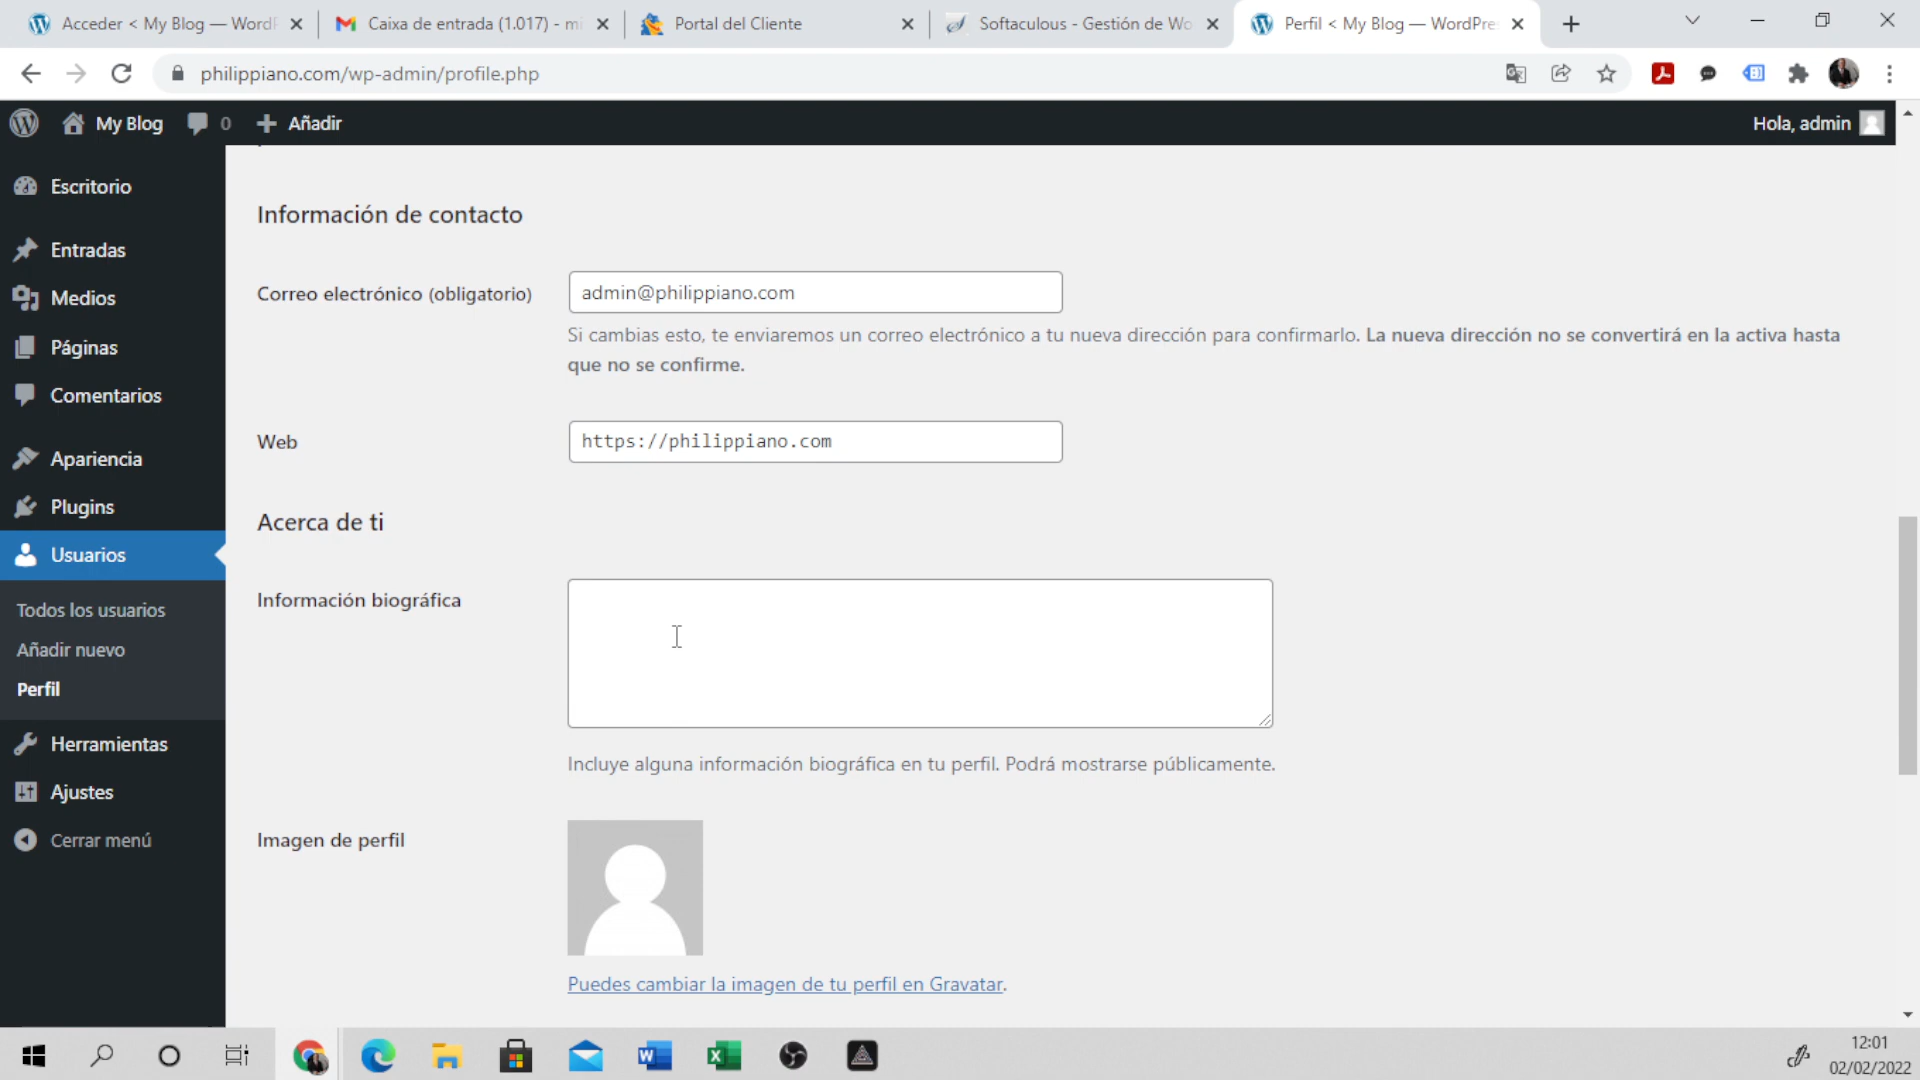 Acceder < My Blog — WordP
Caixa de entrada (1.017) - mi
Portal del Cliente
Softaculous - Gestión de Wo
Perfil < My Blog — WordPres
philippiano.com/wp-admin/profile.php
My Blog
0
Añadir
Hola, admin
Escritorio
Entradas
Medios
Páginas
Comentarios
Apariencia
Plugins
Usuarios
Todos los usuarios
Añadir nuevo
Perfil
Herramientas
Ajustes
Cerrar menú
Información de contacto
Correo electrónico (obligatorio)
admin@philippiano.com
Si cambias esto, te enviaremos un correo electrónico a tu nueva dirección para confirmarlo. La nueva dirección no se convertirá en la activa hasta
que no se confirme.
Web
https://philippiano.com
Acerca de ti
Información biográfica
Incluye alguna información biográfica en tu perfil. Podrá mostrarse públicamente.
Imagen de perfil
Puedes cambiar la imagen de tu perfil en Gravatar.
12:01
02/02/2022